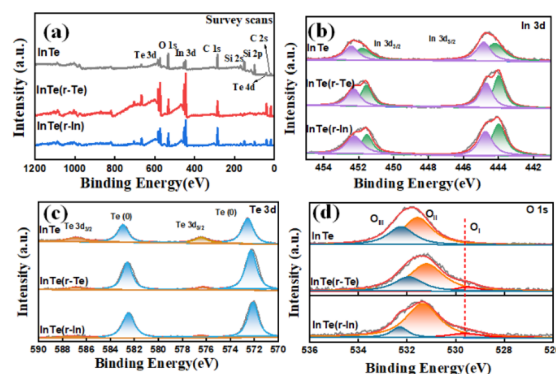 (a)
Survey scans
C 1s
InTe
O 1s
Te 3d
In 3d
C 1s
Si 2s
Si 2p
Te 4d
InTe(r-Te)
InTe(r-In)
1200 1000 800 600 400 200 0
Binding Energy(eV)
Intensity (a.u.)
(b)
In 3d
InTe
In 3d3/2
In 3d5/2
InTe(r-Te)
InTe(r-In)
454 452 450 448 446 444 442
Binding Energy(eV)
Intensity (a.u.)
(c)
Te 3d
Te 3d3/2
Te (0)
Te 3d5/2
Te (0)
InTe
InTe(r-Te)
InTe(r-In)
590 588 586 584 582 580 578 576 574 572 570
Binding Energy(eV)
Intensity (a.u.)
(d)
O 1s
OIII
OII
OI
InTe
InTe(r-Te)
InTe(r-In)
536 532 528
Binding Energy(eV)
Intensity (a.u.)